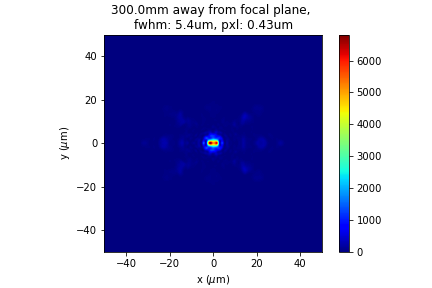 300.0mm away from focal plane,
fwhm: 5.4um, pxl: 0.43um
40
20
0
−20
−40
y (μm)
−40 −20 0 20 40
x (μm)
6000
5000
4000
3000
2000
1000
0